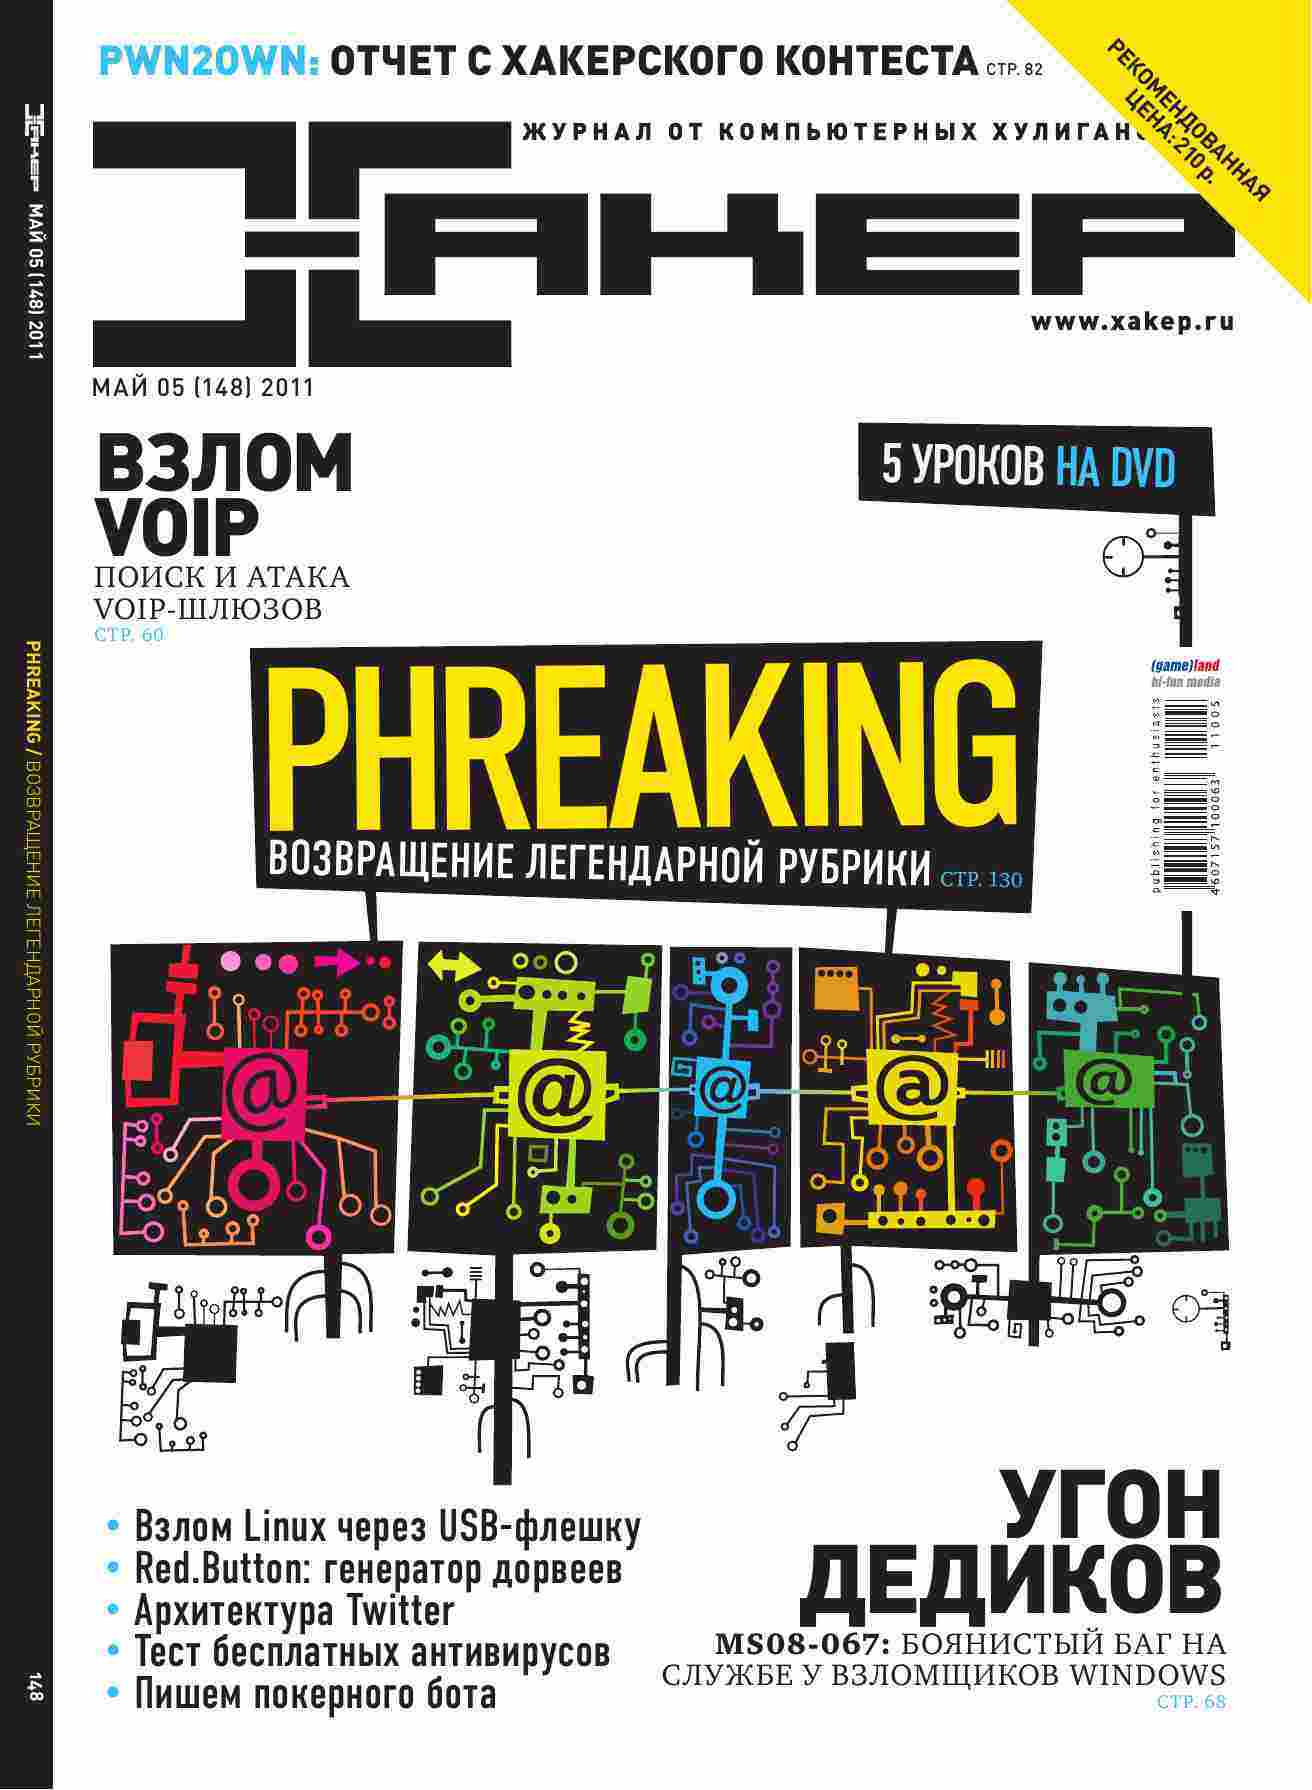 PWN2OWN: ОТЧЕТ С ХАКЕРСКОГО КОНТЕСТА СТР. 82
РЕКОМЕНДОВАННАЯ
ЦЕНА: 210 р.
ЖУРНАЛ ОТ КОМПЬЮТЕРНЫХ
ХАКЕР
www.xakep.ru
МАЙ 05 (148) 2011
ВЗЛОМ
VOIP
ПОИСК И АТАКА
VOIP-ШЛЮЗОВ
СТР. 60
5 УРОКОВ НА DVD
(game)land
hi-fun media
publishing for enthusiasts
11005
4607157100063
PHREAKING
ВОЗВРАЩЕНИЕ ЛЕГЕНДАРНОЙ РУБРИКИ СТР. 130
@ @ @ @ @
• Взлом Linux через USB-флешку
• Red.Button: генератор дорвеев
• Архитектура Twitter
• Тест бесплатных антивирусов
• Пишем покерного бота
УГОН
ДЕДИКОВ
MS08-067: БОЯНИСТЫЙ БАГ НА
СЛУЖБЕ У ВЗЛОМЩИКОВ WINDOWS
СТР. 68
ХАКЕР МАЙ 05 (148) 2011
PHREAKING / ВОЗВРАЩЕНИЕ ЛЕГЕНДАРНОЙ РУБРИКИ
148